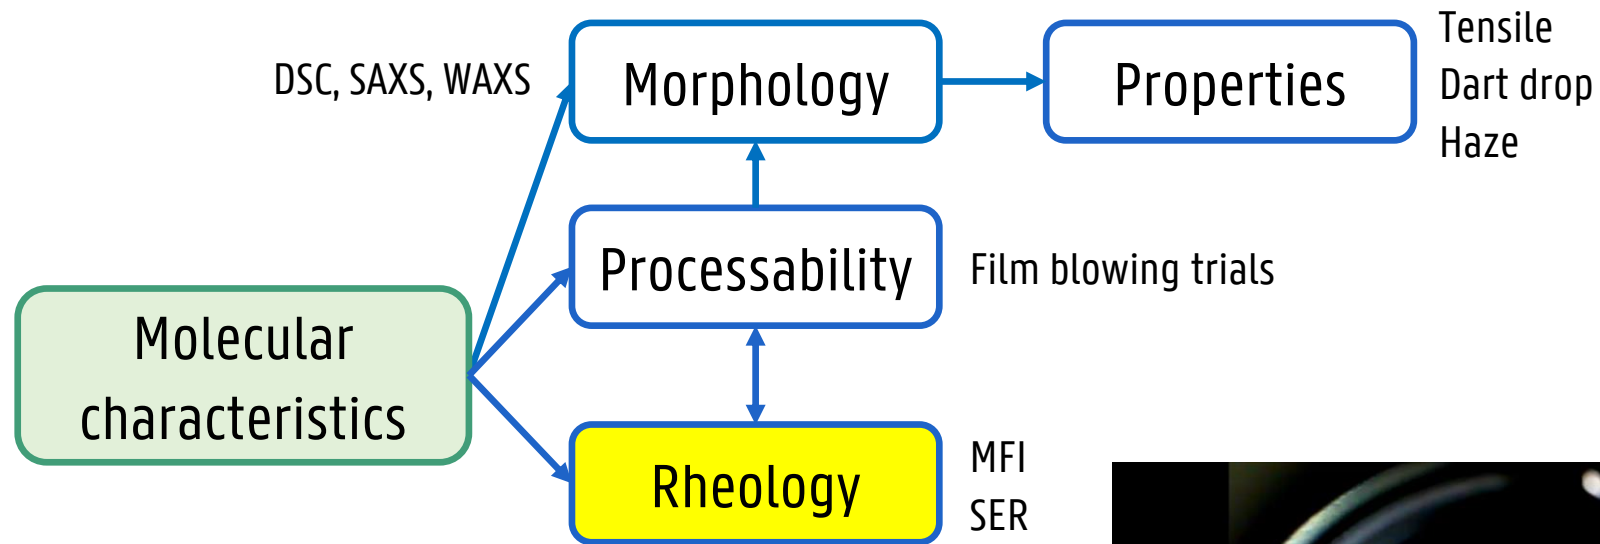 DSC, SAXS, WAXS
Morphology
Properties
Tensile
Dart drop
Haze
Processability
Film blowing trials
Molecular
characteristics
Rheology
MFI
SER